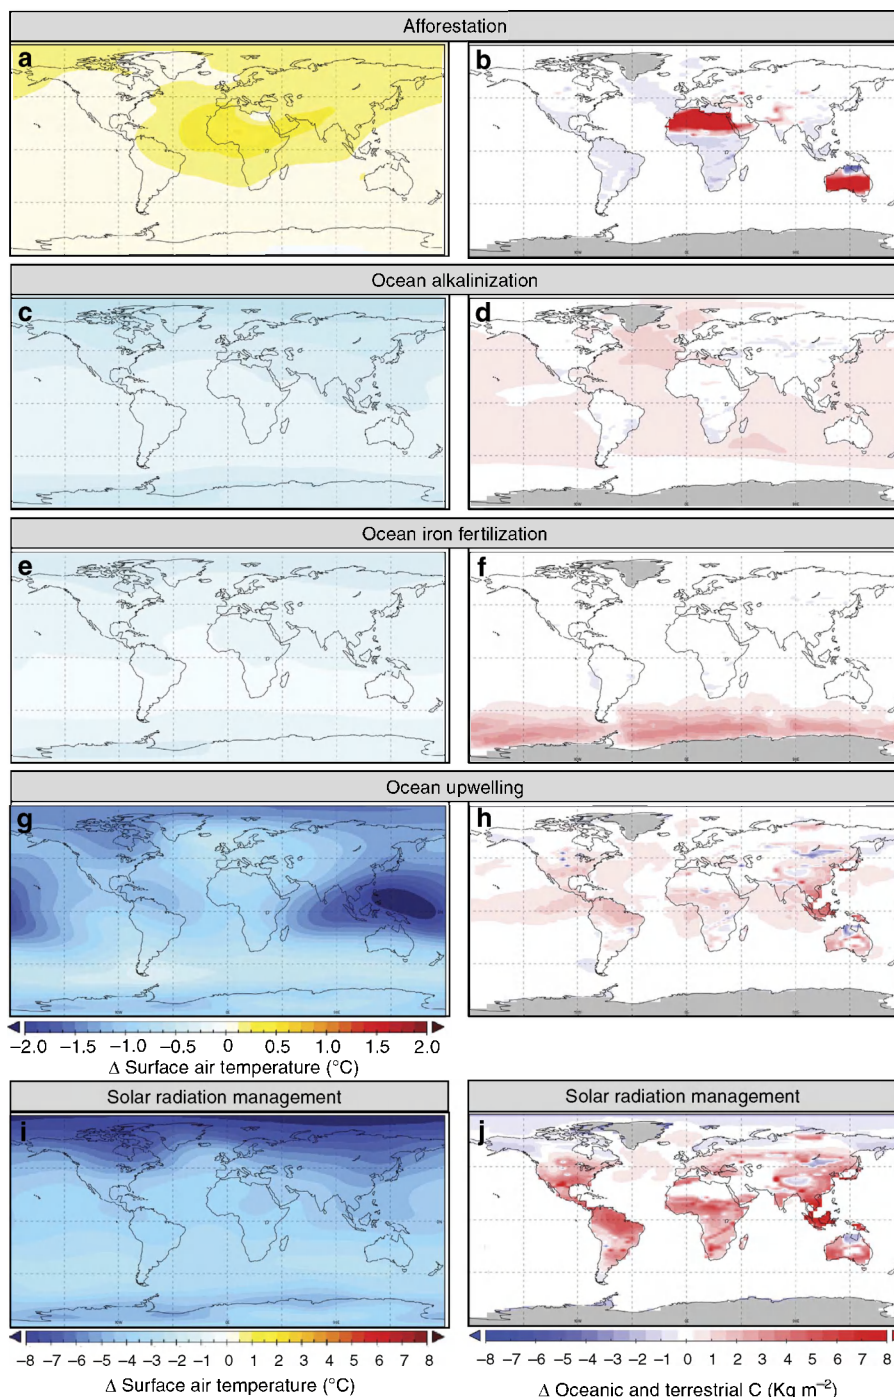 Afforestation
a
b
Ocean alkalinization
c
d
Ocean iron fertilization
e
f
Ocean upwelling
g
h
−2.0 −1.5 −1.0 −0.5 0 0.5 1.0 1.5 2.0
Δ Surface air temperature (°C)
Solar radiation management
Solar radiation management
i
j
−8 −7 −6 −5 −4 −3 −2 −1 0 1 2 3 4 5 6 7 8
Δ Surface air temperature (°C)
−8 −7 −6 −5 −4 −3 −2 −1 0 1 2 3 4 5 6 7 8
Δ Oceanic and terrestrial C (Kg m⁻²)